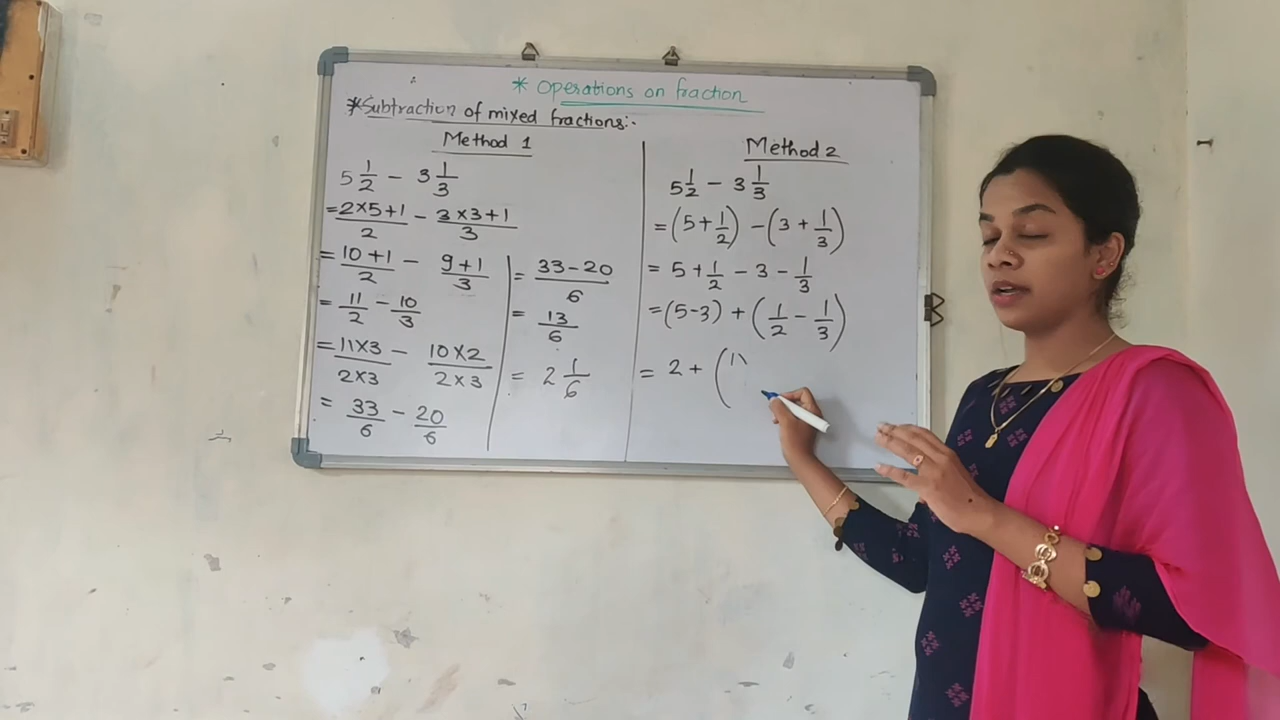 * Operations on fraction
*Subtraction of mixed fractions:-
Method 1
5 1/2 - 3 1/3
= 2×5+1/2 - 3×3+1/3
= 10+1/2 - 9+1/3
= 11/2 - 10/3
= 11×3/2×3 - 10×2/2×3
= 33/6 - 20/6
= 33-20/6
= 13/6
= 2 1/6
Method 2
5 1/2 - 3 1/3
= (5+1/2) - (3+1/3)
= 5+1/2 - 3 - 1/3
= (5-3) + (1/2 - 1/3)
= 2 + (1